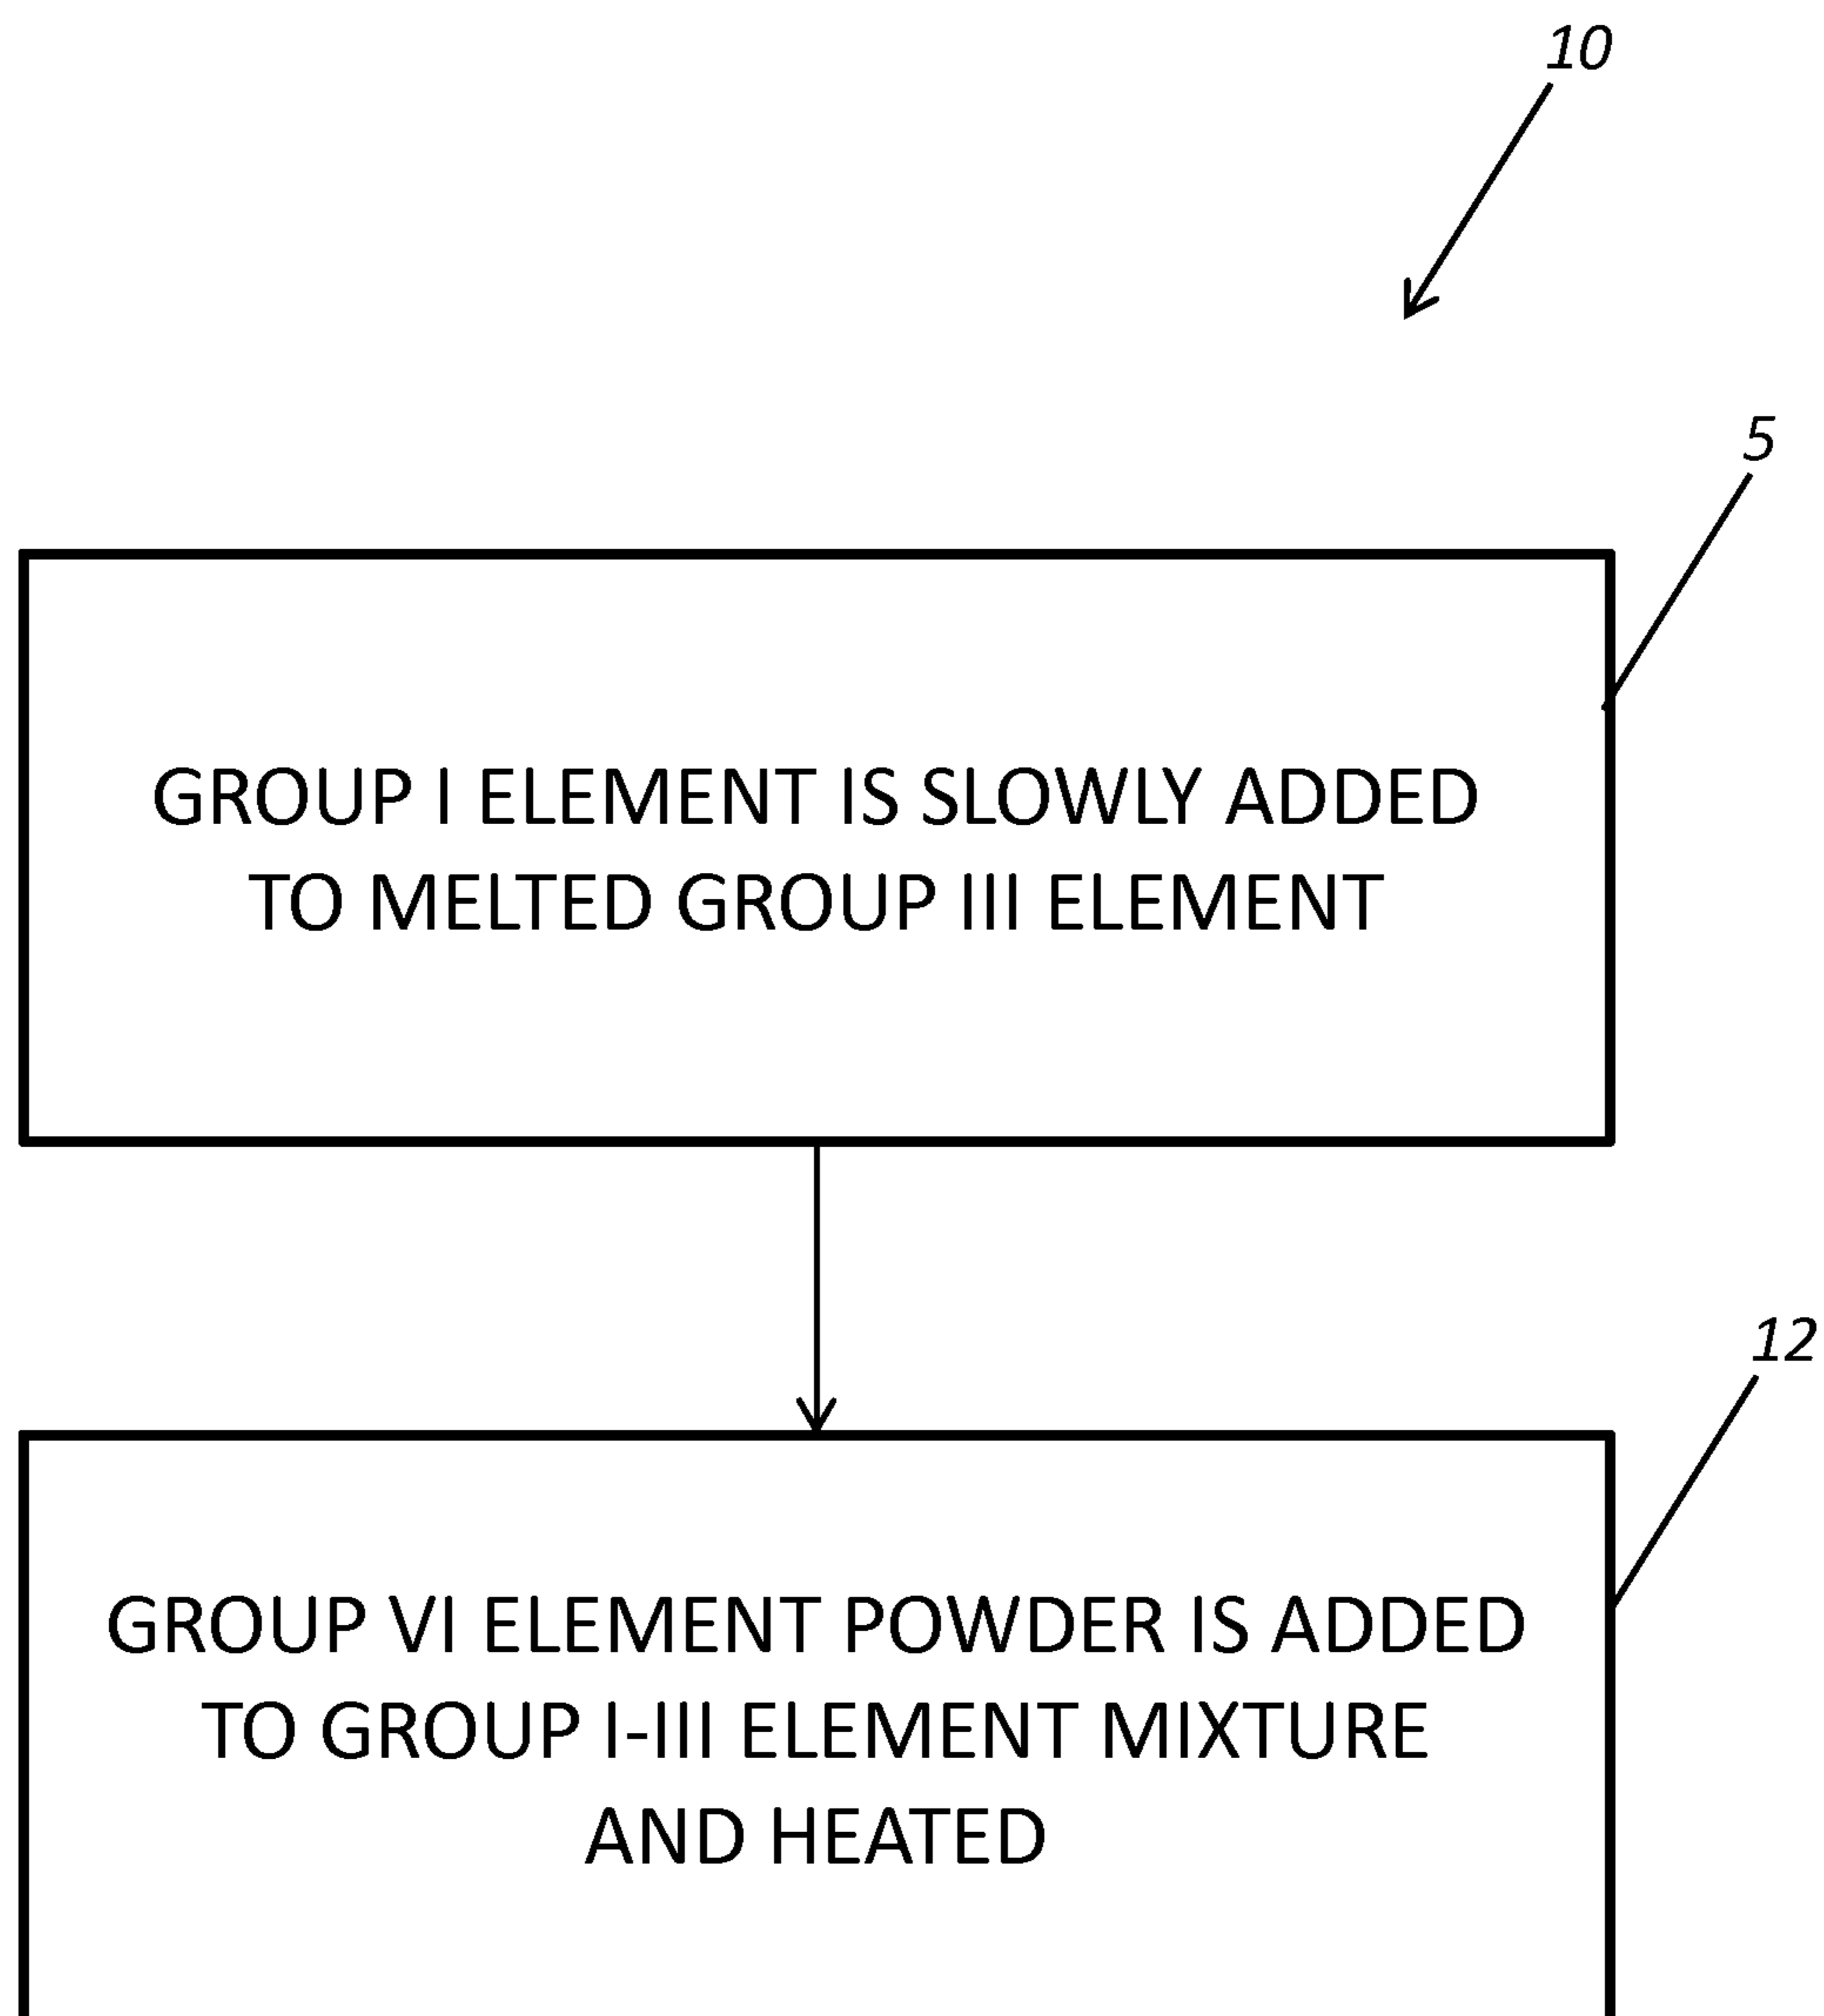 10
5
GROUP I ELEMENT IS SLOWLY ADDED
TO MELTED GROUP III ELEMENT
12
GROUP VI ELEMENT POWDER IS ADDED
TO GROUP I-III ELEMENT MIXTURE
AND HEATED